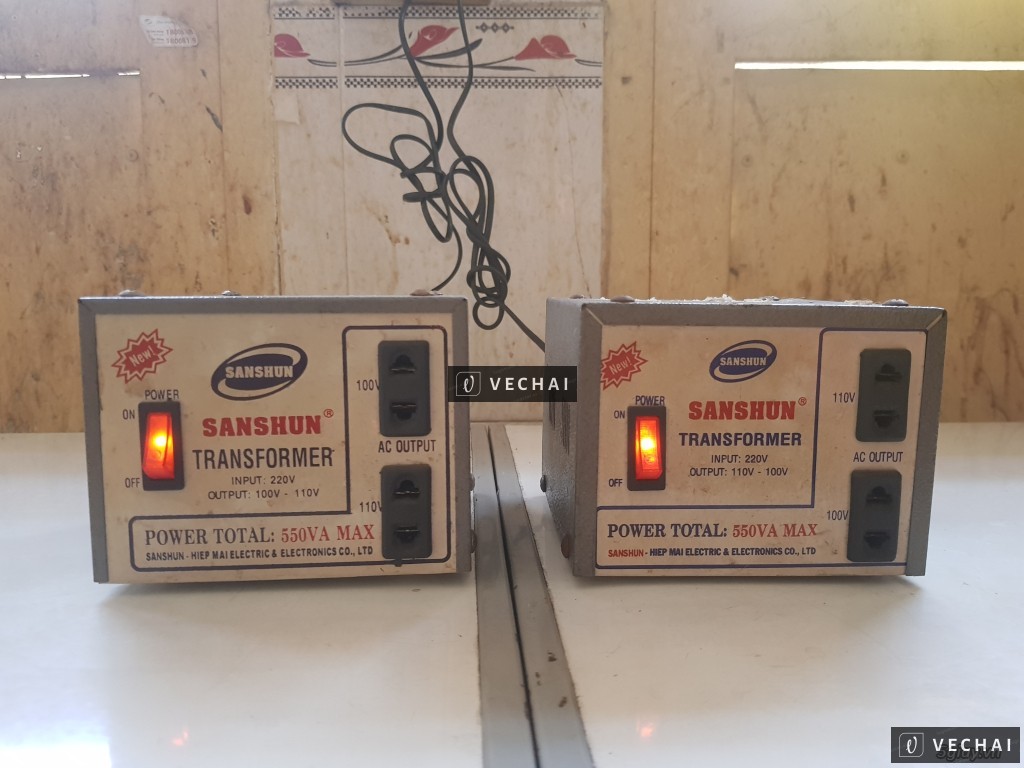 New!
SANSHUN
POWER
ON
OFF
SANSHUN®
TRANSFORMER
INPUT: 220V
OUTPUT: 100V - 110V
100V
AC OUTPUT
110V
POWER TOTAL: 550VA MAX
SANSHUN - HIEP MAI ELECTRIC & ELECTRONICS CO., LTD
VECHAI
New!
SANSHUN
POWER
ON
OFF
SANSHUN®
TRANSFORMER
INPUT: 220V
OUTPUT: 110V - 100V
110V
AC OUTPUT
100V
POWER TOTAL: 550VA MAX
SANSHUN - HIEP MAI ELECTRIC & ELECTRONICS CO., LTD
VECHAI